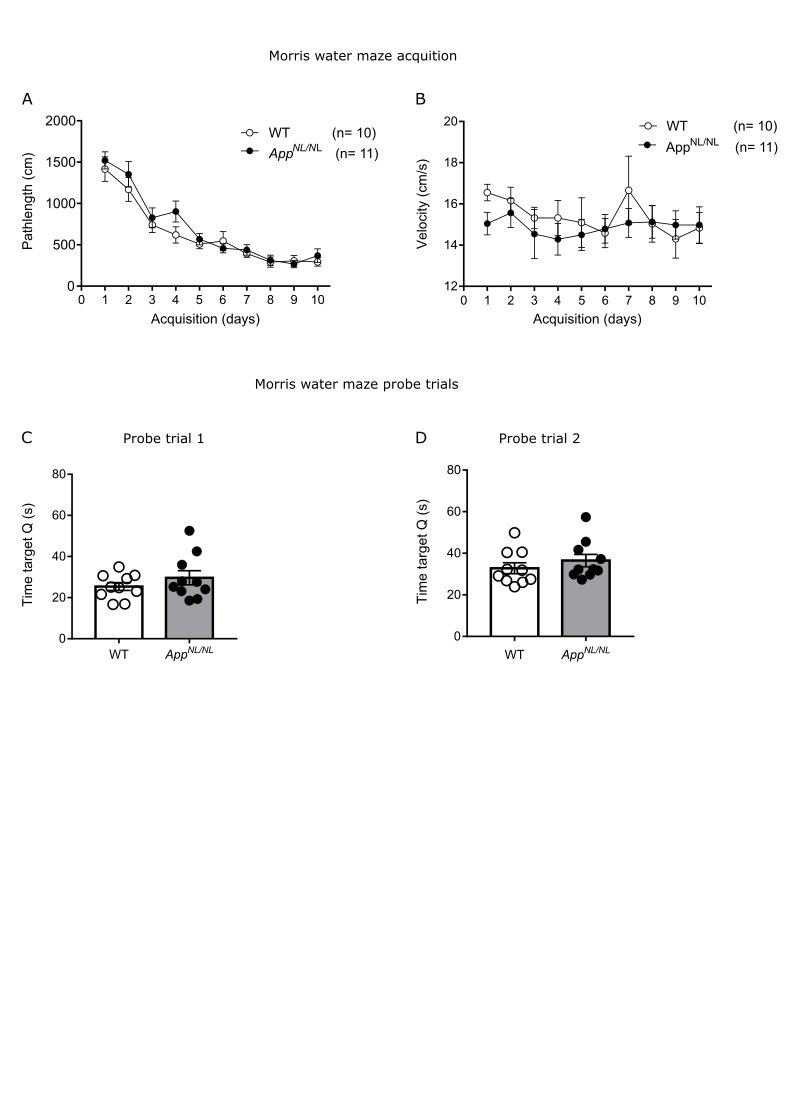 Morris water maze acquition
A
B
2000
1500
1000
500
0
Pathlength (cm)
WT (n= 10)
App^NL/NL (n= 11)
0 1 2 3 4 5 6 7 8 9 10
Acquisition (days)
20
18
16
14
12
Velocity (cm/s)
WT (n= 10)
App^NL/NL (n= 11)
0 1 2 3 4 5 6 7 8 9 10
Acquisition (days)
Morris water maze probe trials
C
Probe trial 1
80
60
40
20
0
Time target Q (s)
WT App^NL/NL
D
Probe trial 2
80
60
40
20
0
Time target Q (s)
WT App^NL/NL